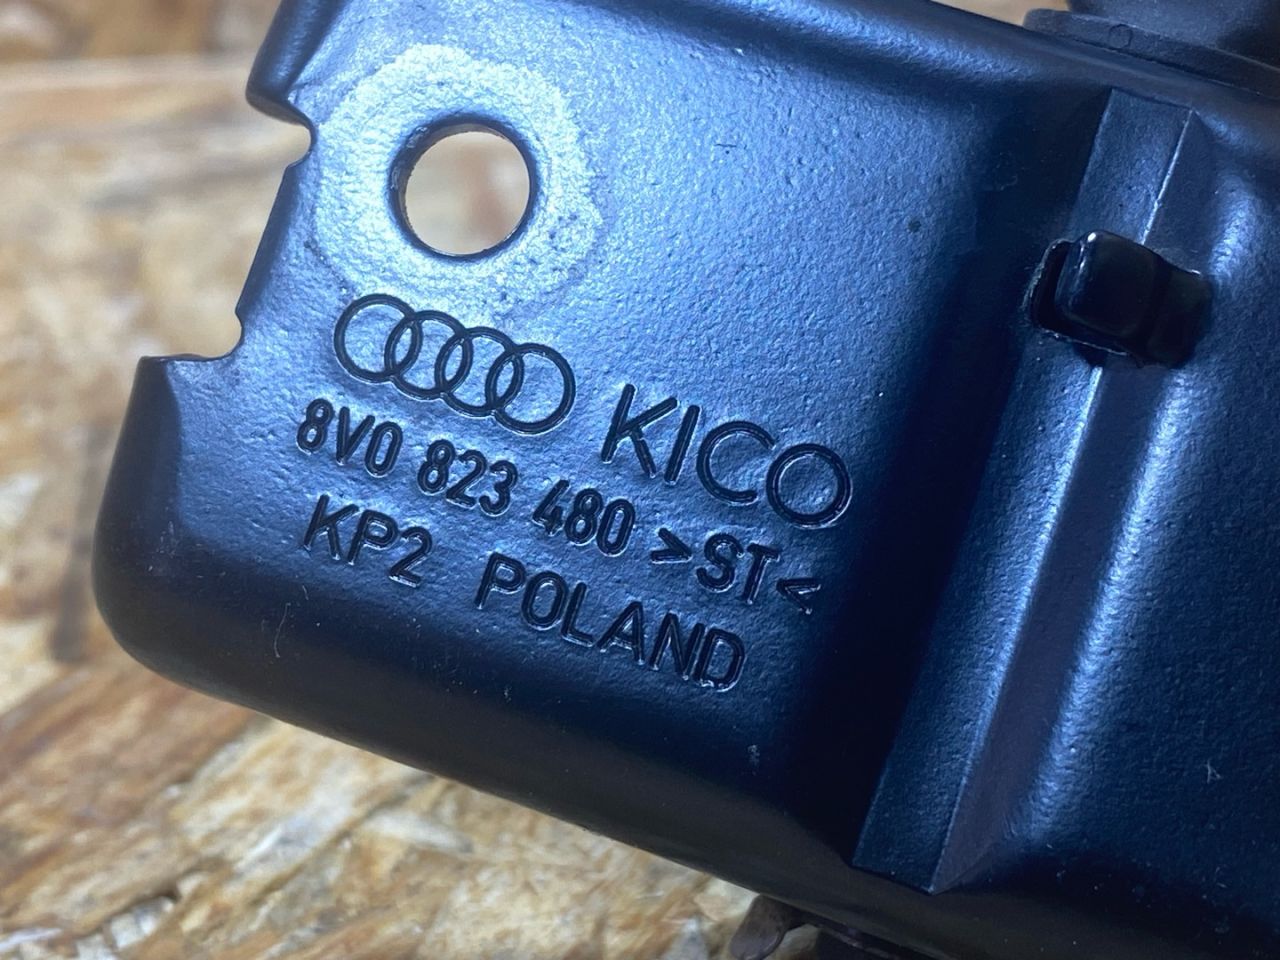 KICO
8V0 823 480 >ST<
KP2 POLAND